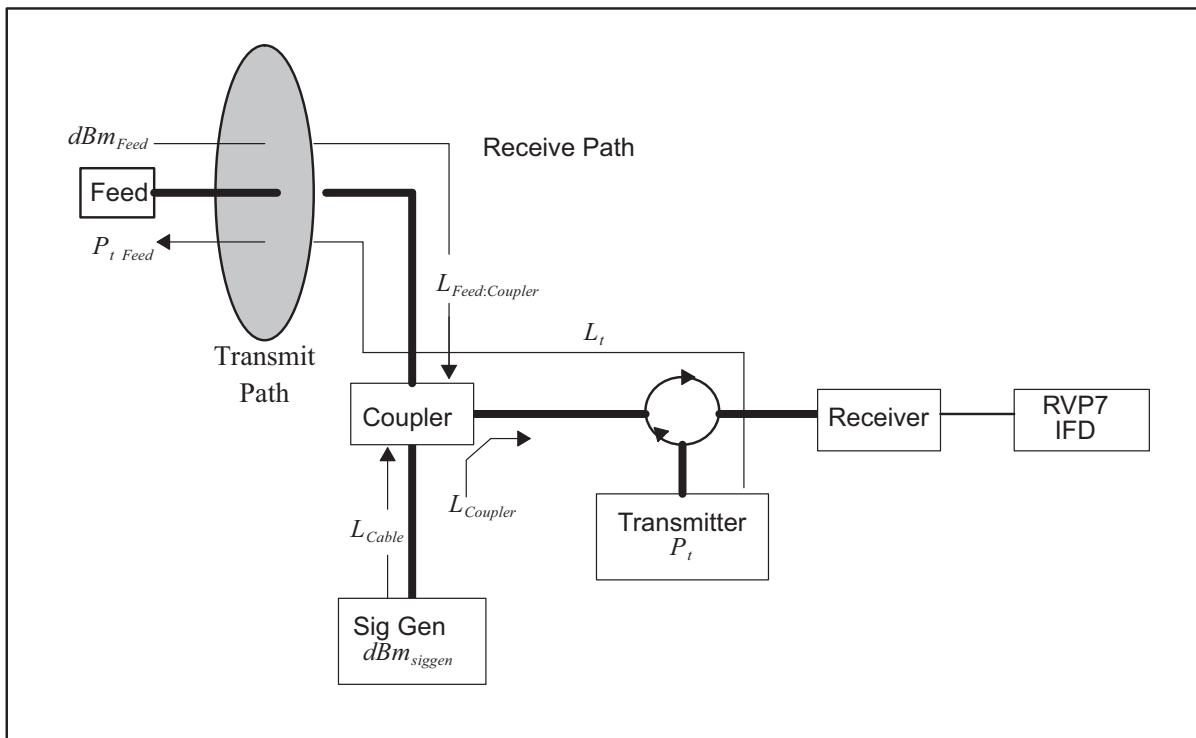 dBm_Feed
Receive Path
Feed
P_t Feed
L_Feed:Coupler
L_t
Transmit
Path
Coupler
Receiver
RVP7
IFD
L_Coupler
L_Cable
Transmitter
P_t
Sig Gen
dBm_siggen